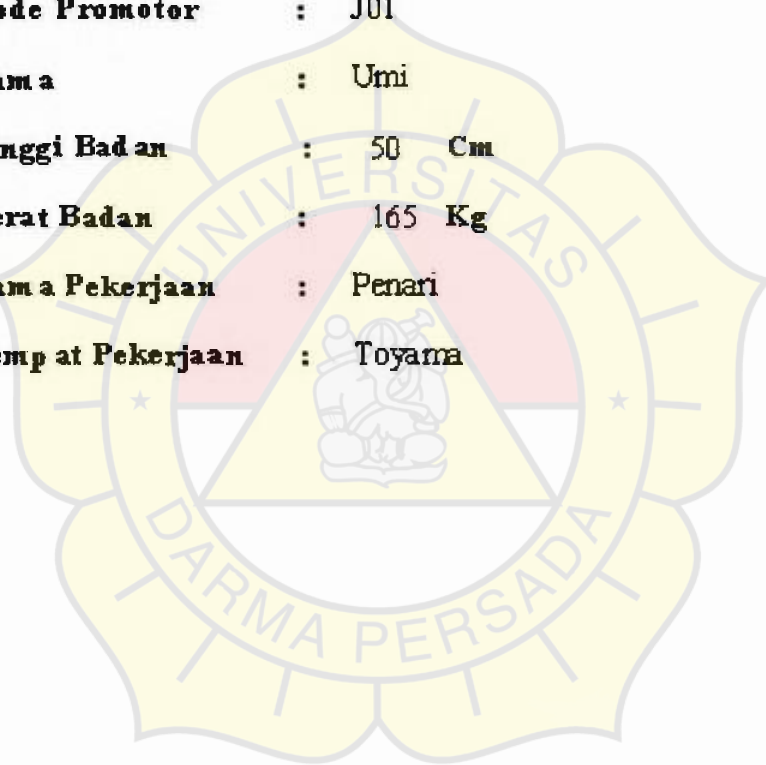 ode Promotor : J01
ama : Umi
nggi Badan : 50 Cm
erat Badan : 165 Kg
ama Pekerjaan : Penari
empat Pekerjaan : Toyama
UNIVERSITAS
DARMA PERSADA